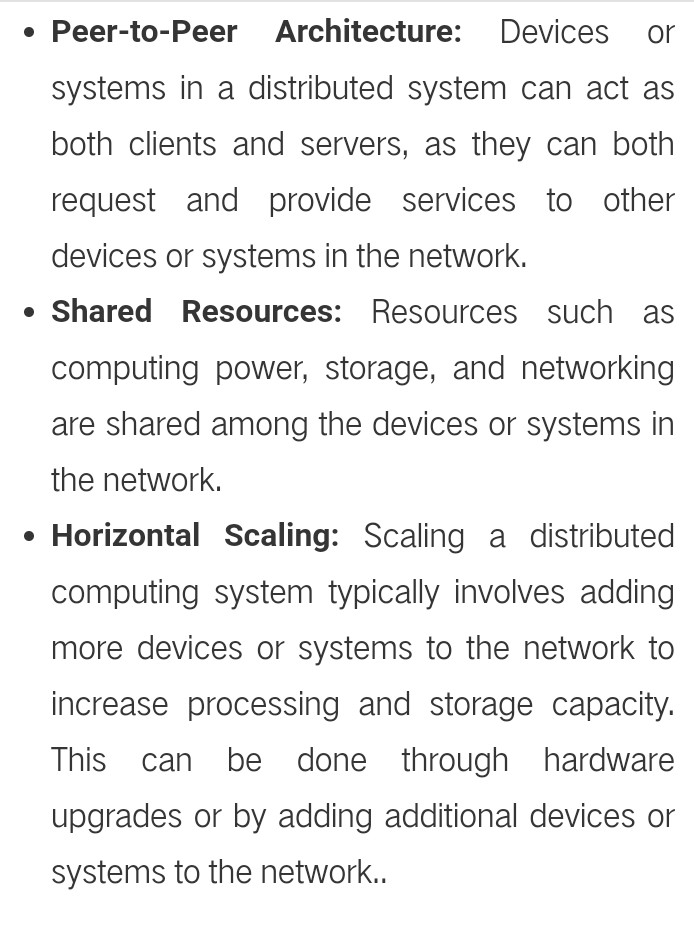 • Peer-to-Peer Architecture: Devices or
systems in a distributed system can act as
both clients and servers, as they can both
request and provide services to other
devices or systems in the network.
• Shared Resources: Resources such as
computing power, storage, and networking
are shared among the devices or systems in
the network.
• Horizontal Scaling: Scaling a distributed
computing system typically involves adding
more devices or systems to the network to
increase processing and storage capacity.
This can be done through hardware
upgrades or by adding additional devices or
systems to the network..